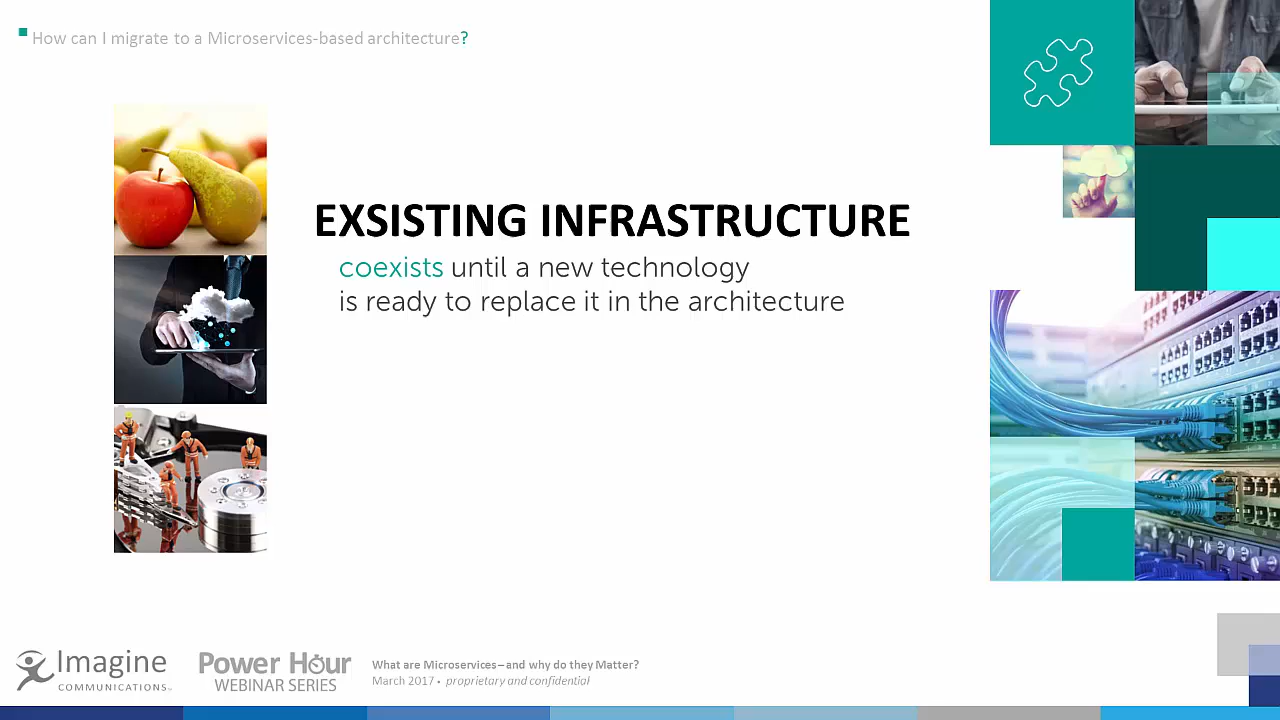 How can I migrate to a Microservices-based architecture?
EXSISTING INFRASTRUCTURE
coexists until a new technology
is ready to replace it in the architecture
Imagine
COMMUNICATIONS
Power Hour
WEBINAR SERIES
What are Microservices–and why do they Matter?
March 2017 • proprietary and confidential